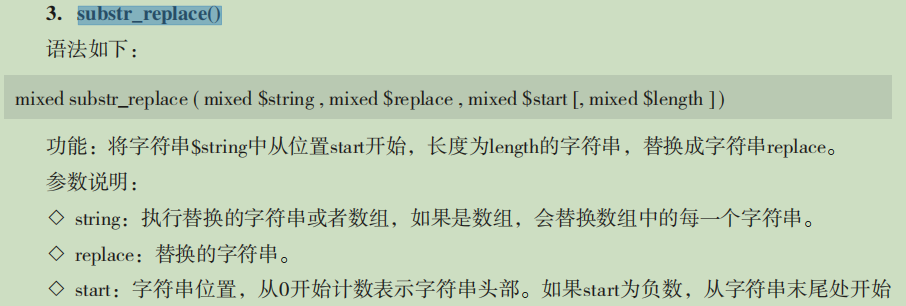 3. substr_replace()
语法如下：
mixed substr_replace ( mixed $string , mixed $replace , mixed $start [, mixed $length ] )
功能：将字符串$string中从位置start开始，长度为length的字符串，替换成字符串replace。
参数说明：
◇ string：执行替换的字符串或者数组，如果是数组，会替换数组中的每一个字符串。
◇ replace：替换的字符串。
◇ start：字符串位置，从0开始计数表示字符串头部。如果start为负数，从字符串末尾处开始